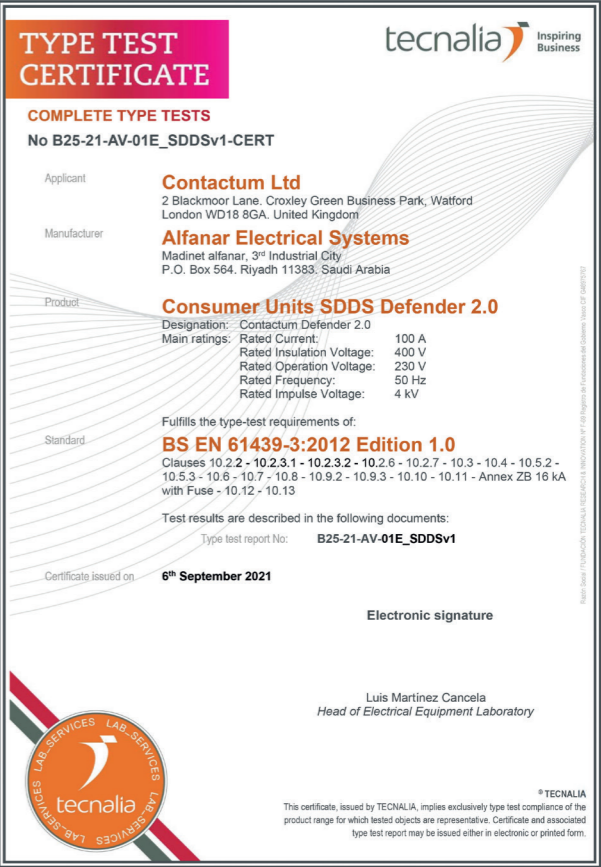 TYPE TEST
CERTIFICATE
tecnalia Inspiring
Business
COMPLETE TYPE TESTS
No B25-21-AV-01E_SDDSv1-CERT
Applicant
Contactum Ltd
2 Blackmoor Lane. Croxley Green Business Park, Watford
London WD18 8GA. United Kingdom
Manufacturer
Alfanar Electrical Systems
Madinet alfanar, 3rd Industrial City
P.O. Box 564. Riyadh 11383. Saudi Arabia
Product
Consumer Units SDDS Defender 2.0
Designation: Contactum Defender 2.0
Main ratings: Rated Current: 100 A
Rated Insulation Voltage: 400 V
Rated Operation Voltage: 230 V
Rated Frequency: 50 Hz
Rated Impulse Voltage: 4 kV
Fulfills the type-test requirements of:
Standard
BS EN 61439-3:2012 Edition 1.0
Clauses 10.2.2 - 10.2.3.1 - 10.2.3.2 - 10.2.6 - 10.2.7 - 10.3 - 10.4 - 10.5.2 -
10.5.3 - 10.6 - 10.7 - 10.8 - 10.9.2 - 10.9.3 - 10.10 - 10.11 - Annex ZB 16 kA
with Fuse - 10.12 - 10.13
Test results are described in the following documents:
Type test report No: B25-21-AV-01E_SDDSv1
Certificate issued on 6th September 2021
Electronic signature
Luis Martinez Cancela
Head of Electrical Equipment Laboratory
LAB_SERVICES LAB_SERVICES LAB_SERVICES LAB_SERVICES
tecnalia
® TECNALIA
This certificate, issued by TECNALIA, implies exclusively type test compliance of the
product range for which tested objects are representative. Certificate and associated
type test report may be issued either in electronic or printed form.